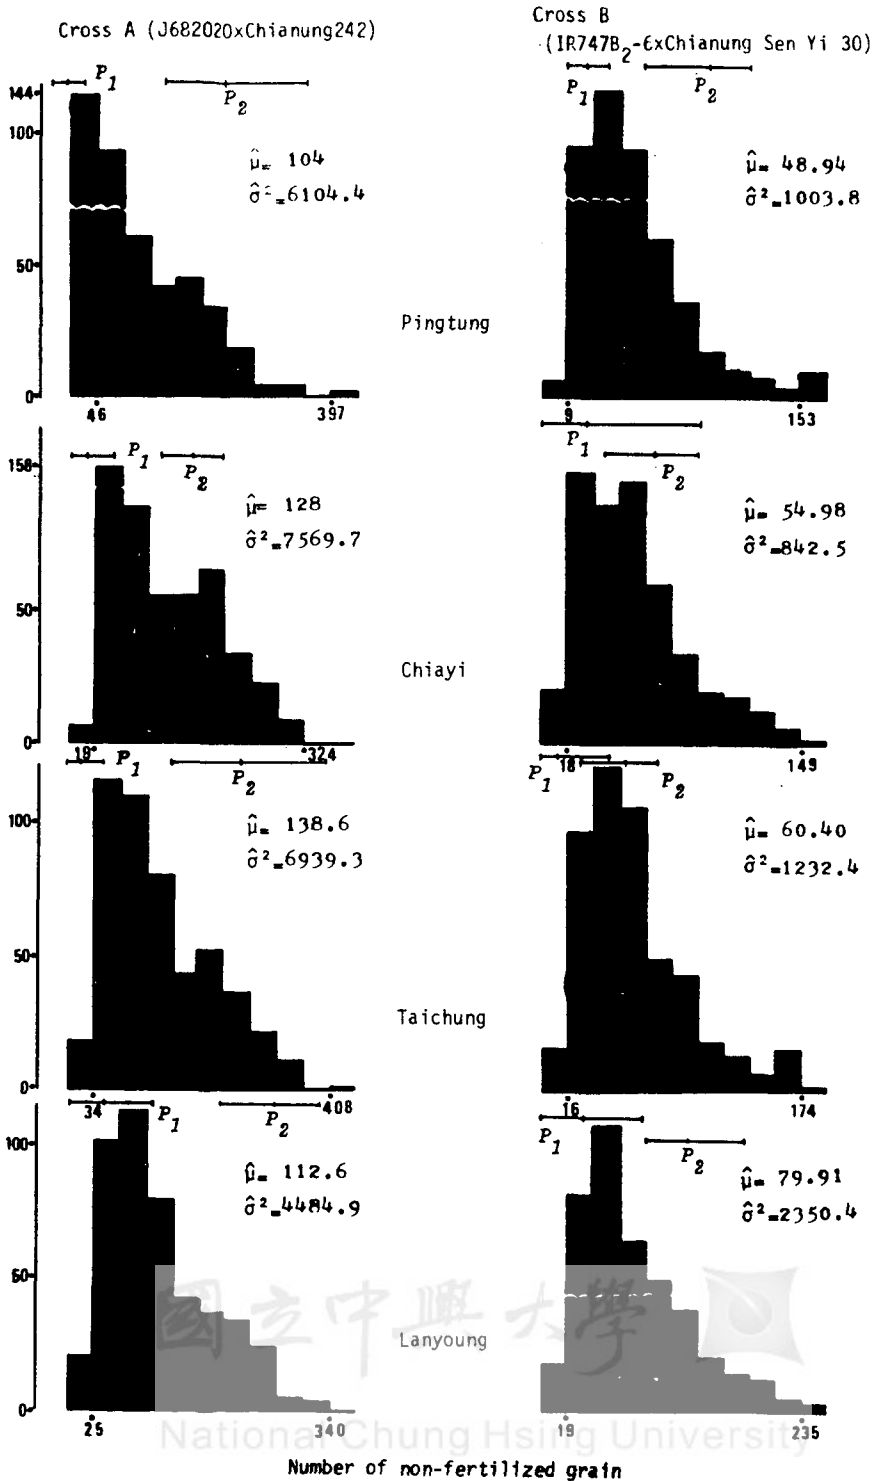 Cross A (J682020xChianung242)
Cross B
(IR747B2-6xChianung Sen Yi 30)
P1
P2
P1
P2
144
100
50
0
μ̂= 104
σ̂²=6104.4
μ̂= 48.94
σ̂²=1003.8
Pingtung
46
397
9
153
P1
P2
P1
P2
158
50
0
μ̂= 128
σ̂²=7569.7
μ̂= 54.98
σ̂²=842.5
Chiayi
324
18
149
P1
P2
P1
P2
100
50
0
μ̂= 138.6
σ̂²=6939.3
μ̂= 60.40
σ̂²=1232.4
Taichung
34
408
16
174
P1
P2
P1
P2
100
50
0
μ̂= 112.6
σ̂²=4484.9
μ̂= 79.91
σ̂²=2350.4
國立中興大學
Lanyoung
25
340
19
235
National Chung Hsing University
Number of non-fertilized grain